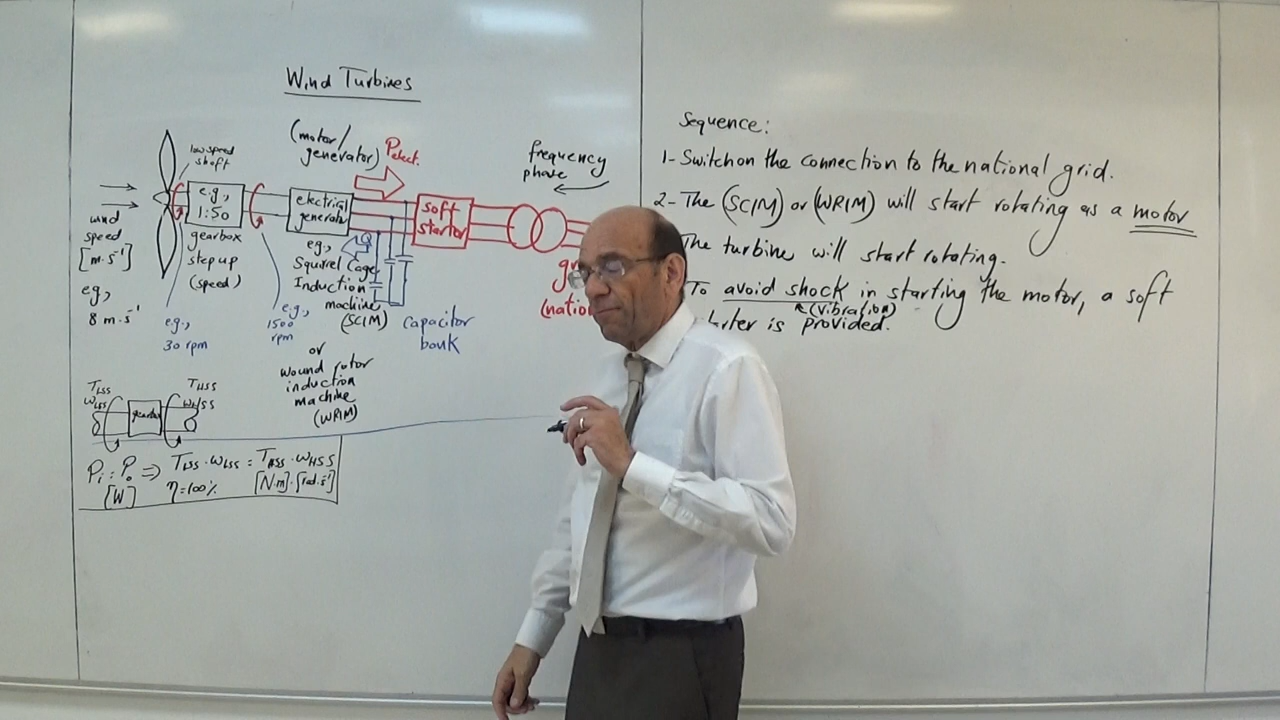 Wind Turbines
(motor/
generator)
Pelect.
low speed
shaft
frequency
phase
e.g.,
1:50
electrical
generator
soft
starter
wind
speed
[m·s⁻¹]
e.g.,
8 m·s⁻¹
gearbox
step up
(speed)
e.g.,
30 rpm
e.g.,
1500
rpm
e.g.,
Squirrel Cage
Induction
machine
(SCIM)
or
wound rotor
induction
machine
(WRIM)
Q
Capacitor
bank
(natio
TLSS
ωLSS
gearbox
THSS
ωHSS
Pi = Po ⇒ TLSS·ωLSS = THSS·ωHSS
[W]
η=100%
[N·m]·[rad·s⁻¹]
Sequence:
1- Switch on the connection to the national grid.
2- The (SCIM) or (WRIM) will start rotating as a motor
The turbine will start rotating.
To avoid shock in starting the motor, a soft
(vibration)
is provided.